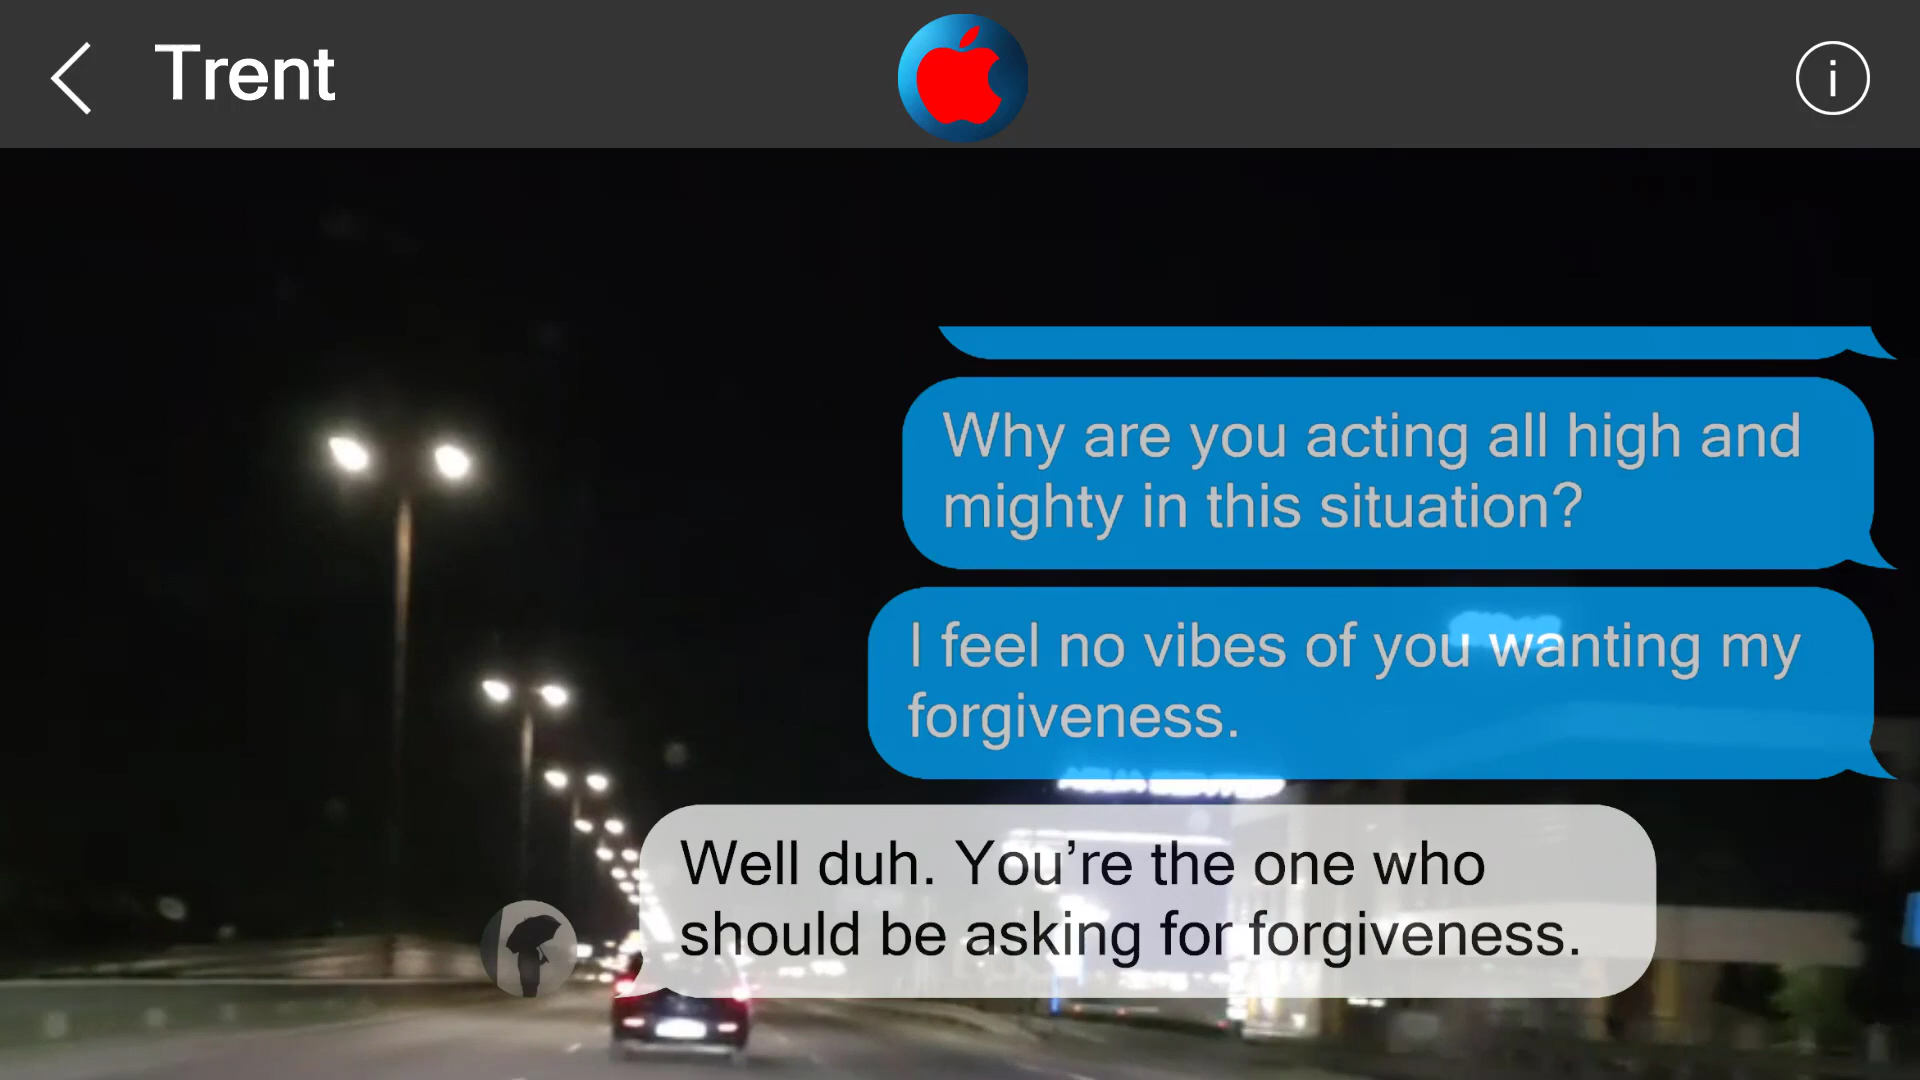 Trent
i
Why are you acting all high and
mighty in this situation?
I feel no vibes of you wanting my
forgiveness.
Well duh. You’re the one who
should be asking for forgiveness.